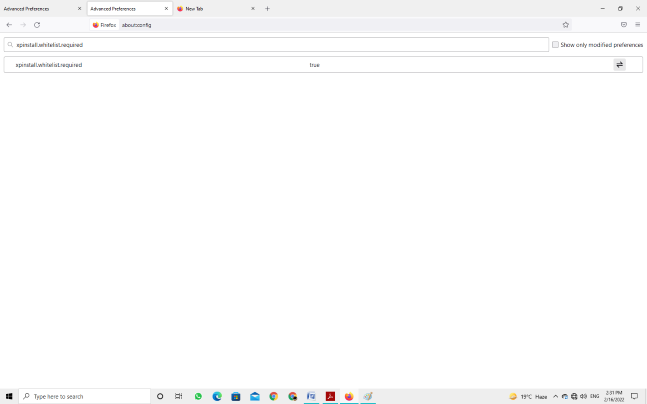 Advanced Preferences
Advanced Preferences
New Tab
Firefox
about:config
xpinstall.whitelist.required
Show only modified preferences
xpinstall.whitelist.required true
Type here to search
19°C Haze
ENG
2:31 PM
2/16/2022